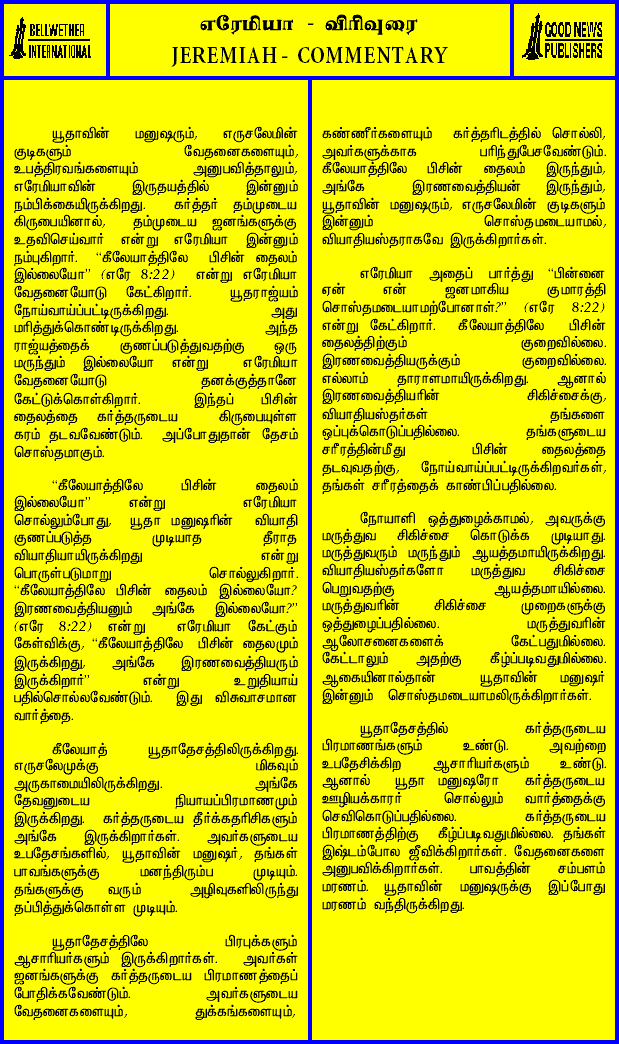 BELLWETHER
INTERNATIONAL
எரேமியா - விரிவுரை
JEREMIAH - COMMENTARY
GOOD NEWS
PUBLISHERS
யூதாவின் மனுஷரும், எருசலேமின்
குடிகளும் வேதனைகளையும்,
உபத்திரவங்களையும் அனுபவித்தாலும்,
எரேமியாவின் இருதயத்தில் இன்னும்
நம்பிக்கையிருக்கிறது. கர்த்தர் தம்முடைய
கிருபையினால், தம்முடைய ஜனங்களுக்கு
உதவிசெய்வார் என்று எரேமியா இன்னும்
நம்புகிறார். “கீலேயாத்திலே பிசின் தைலம்
இல்லையோ” (எரே 8:22) என்று எரேமியா
வேதனையோடு கேட்கிறார். யூதராஜ்யம்
நோய்வாய்ப்பட்டிருக்கிறது. அது
மரித்துக்கொண்டிருக்கிறது. அந்த
ராஜ்யத்தைக் குணப்படுத்துவதற்கு ஒரு
மருந்தும் இல்லையோ என்று எரேமியா
வேதனையோடு தனக்குத்தானே
கேட்டுக்கொள்கிறார். இந்தப் பிசின்
தைலத்தை கர்த்தருடைய கிருபையுள்ள
கரம் தடவவேண்டும். அப்போதுதான் தேசம்
சொஸ்தமாகும்.
“கீலேயாத்திலே பிசின் தைலம்
இல்லையோ” என்று எரேமியா
சொல்லும்போது, யூதா மனுஷரின் வியாதி
குணப்படுத்த முடியாத தீராத
வியாதியாயிருக்கிறது என்று
பொருள்படுமாறு சொல்லுகிறார்.
“கீலேயாத்திலே பிசின் தைலம் இல்லையோ?
இரணவைத்தியனும் அங்கே இல்லையோ?”
(எரே 8:22) என்று எரேமியா கேட்கும்
கேள்விக்கு, “கீலேயாத்திலே பிசின் தைலமும்
இருக்கிறது, அங்கே இரணவைத்தியரும்
இருக்கிறார்” என்று உறுதியாய்
பதில்சொல்லவேண்டும். இது விசுவாசமான
வார்த்தை.
கீலேயாத் யூதாதேசத்திலிருக்கிறது.
எருசலேமுக்கு மிகவும்
அருகாமையிலிருக்கிறது. அங்கே
தேவனுடைய நியாயப்பிரமாணமும்
இருக்கிறது. கர்த்தருடைய தீர்க்கதரிசிகளும்
அங்கே இருக்கிறார்கள். அவர்களுடைய
உபதேசங்களில், யூதாவின் மனுஷர், தங்கள்
பாவங்களுக்கு மனந்திரும்ப முடியும்.
தங்களுக்கு வரும் அழிவுகளிலிருந்து
தப்பித்துக்கொள்ள முடியும்.
யூதாதேசத்திலே பிரபுக்களும்
ஆசாரியர்களும் இருக்கிறார்கள். அவர்கள்
ஜனங்களுக்கு கர்த்தருடைய பிரமாணத்தைப்
போதிக்கவேண்டும். அவர்களுடைய
வேதனைகளையும், துக்கங்களையும்,
கண்ணீர்களையும் கர்த்தரிடத்தில் சொல்லி,
அவர்களுக்காக பரிந்துபேசவேண்டும்.
கீலேயாத்திலே பிசின் தைலம் இருந்தும்,
அங்கே இரணவைத்தியன் இருந்தும்,
யூதாவின் மனுஷரும், எருசலேமின் குடிகளும்
இன்னும் சொஸ்தமடையாமல்,
வியாதியஸ்தராகவே இருக்கிறார்கள்.
எரேமியா அதைப் பார்த்து “பின்னை
ஏன் என் ஜனமாகிய குமாரத்தி
சொஸ்தமடையாமற்போனாள்?” (எரே 8:22)
என்று கேட்கிறார். கீலேயாத்திலே பிசின்
தைலத்திற்கும் குறைவில்லை.
இரணவைத்தியருக்கும் குறைவில்லை.
எல்லாம் தாராளமாயிருக்கிறது. ஆனால்
இரணவைத்தியரின் சிகிச்சைக்கு,
வியாதியஸ்தர்கள் தங்களை
ஒப்புக்கொடுப்பதில்லை. தங்களுடைய
சரீரத்தின்மீது பிசின் தைலத்தை
தடவுவதற்கு, நோய்வாய்ப்பட்டிருக்கிறவர்கள்,
தங்கள் சரீரத்தைக் காண்பிப்பதில்லை.
நோயாளி ஒத்துழைக்காமல், அவருக்கு
மருத்துவ சிகிச்சை கொடுக்க முடியாது.
மருத்துவரும் மருந்தும் ஆயத்தமாயிருக்கிறது.
வியாதியஸ்தர்களோ மருத்துவ சிகிச்சை
பெறுவதற்கு ஆயத்தமாயில்லை.
மருத்துவரின் சிகிச்சை முறைகளுக்கு
ஒத்துழைப்பதில்லை. மருத்துவரின்
ஆலோசனைகளைக் கேட்பதுமில்லை.
கேட்டாலும் அதற்கு கீழ்ப்படிவதுமில்லை.
ஆகையினால்தான் யூதாவின் மனுஷர்
இன்னும் சொஸ்தமடையாமலிருக்கிறார்கள்.
யூதாதேசத்தில் கர்த்தருடைய
பிரமாணங்களும் உண்டு. அவற்றை
உபதேசிக்கிற ஆசாரியர்களும் உண்டு.
ஆனால் யூதா மனுஷரோ கர்த்தருடைய
ஊழியக்காரர் சொல்லும் வார்த்தைக்கு
செவிகொடுப்பதில்லை. கர்த்தருடைய
பிரமாணத்திற்கு கீழ்ப்படிவதுமில்லை. தங்கள்
இஷ்டம்போல ஜீவிக்கிறார்கள். வேதனைகளை
அனுபவிக்கிறார்கள். பாவத்தின் சம்பளம்
மரணம். யூதாவின் மனுஷருக்கு இப்போது
மரணம் வந்திருக்கிறது.